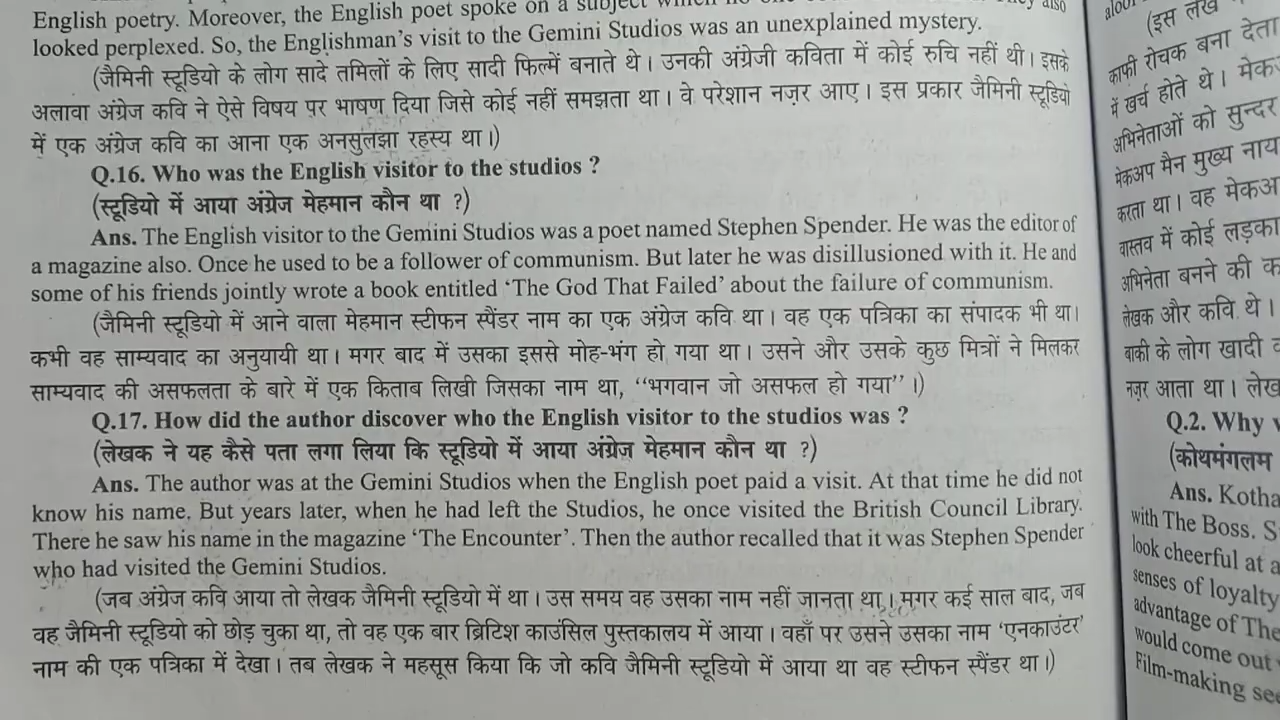 English poetry. Moreover, the English poet spoke on a subject which no one
looked perplexed. So, the Englishman's visit to the Gemini Studios was an unexplained mystery.
(जैमिनी स्टूडियो के लोग सादे तमिलों के लिए सादी फिल्में बनाते थे। उनकी अंग्रेजी कविता में कोई रुचि नहीं थी। इसके
अलावा अंग्रेज कवि ने ऐसे विषय पर भाषण दिया जिसे कोई नहीं समझता था। वे परेशान नज़र आए। इस प्रकार जैमिनी स्टूडियो
में एक अंग्रेज कवि का आना एक अनसुलझा रहस्य था।)
Q.16. Who was the English visitor to the studios ?
(स्टूडियो में आया अंग्रेज मेहमान कौन था ?)
Ans. The English visitor to the Gemini Studios was a poet named Stephen Spender. He was the editor of
a magazine also. Once he used to be a follower of communism. But later he was disillusioned with it. He and
some of his friends jointly wrote a book entitled 'The God That Failed' about the failure of communism.
(जैमिनी स्टूडियो में आने वाला मेहमान स्टीफन स्पैंडर नाम का एक अंग्रेज कवि था। वह एक पत्रिका का संपादक भी था।
कभी वह साम्यवाद का अनुयायी था। मगर बाद में उसका इससे मोह-भंग हो गया था। उसने और उसके कुछ मित्रों ने मिलकर
साम्यवाद की असफलता के बारे में एक किताब लिखी जिसका नाम था, ''भगवान जो असफल हो गया''।)
Q.17. How did the author discover who the English visitor to the studios was ?
(लेखक ने यह कैसे पता लगा लिया कि स्टूडियो में आया अंग्रेज मेहमान कौन था ?)
Ans. The author was at the Gemini Studios when the English poet paid a visit. At that time he did not
know his name. But years later, when he had left the Studios, he once visited the British Council Library.
There he saw his name in the magazine 'The Encounter'. Then the author recalled that it was Stephen Spender
who had visited the Gemini Studios.
(जब अंग्रेज कवि आया तो लेखक जैमिनी स्टूडियो में था। उस समय वह उसका नाम नहीं जानता था। मगर कई साल बाद, जब
वह जैमिनी स्टूडियो को छोड़ चुका था, तो वह एक बार ब्रिटिश काउंसिल पुस्तकालय में आया। वहाँ पर उसने उसका नाम 'एनकाउंटर'
नाम की एक पत्रिका में देखा। तब लेखक ने महसूस किया कि जो कवि जैमिनी स्टूडियो में आया था वह स्टीफन स्पैंडर था।)
(इस लेख
काफी रोचक बना देता
में खर्च होते थे।
अभिनेताओं को सुन्दर
मेकअप मैन मुख्य
करता था। वह
वास्तव में कोई लड़का
अभिनेता बनने की
लेखक और कवि थे।
बाकी के लोग खादी
नज़र आता था।
Q.2. Why
(कोथमंगलम
Ans.
with The Boss.
look cheerful at
senses of loyalty
advantage of The
would come out
Film-making